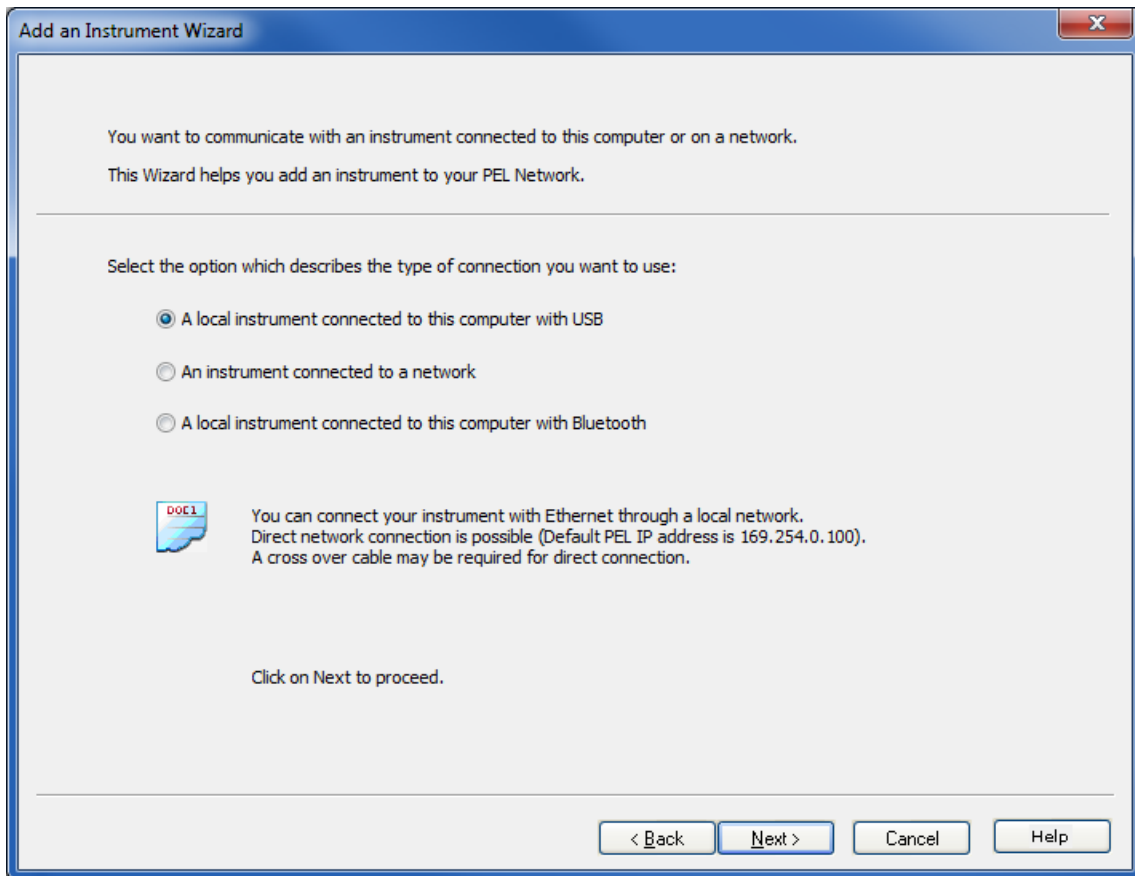 Add an Instrument Wizard
X
You want to communicate with an instrument connected to this computer or on a network.
This Wizard helps you add an instrument to your PEL Network.
Select the option which describes the type of connection you want to use:
A local instrument connected to this computer with USB
An instrument connected to a network
A local instrument connected to this computer with Bluetooth
DOE1
You can connect your instrument with Ethernet through a local network.
Direct network connection is possible (Default PEL IP address is 169.254.0.100).
A cross over cable may be required for direct connection.
Click on Next to proceed.
< Back Next > Cancel Help